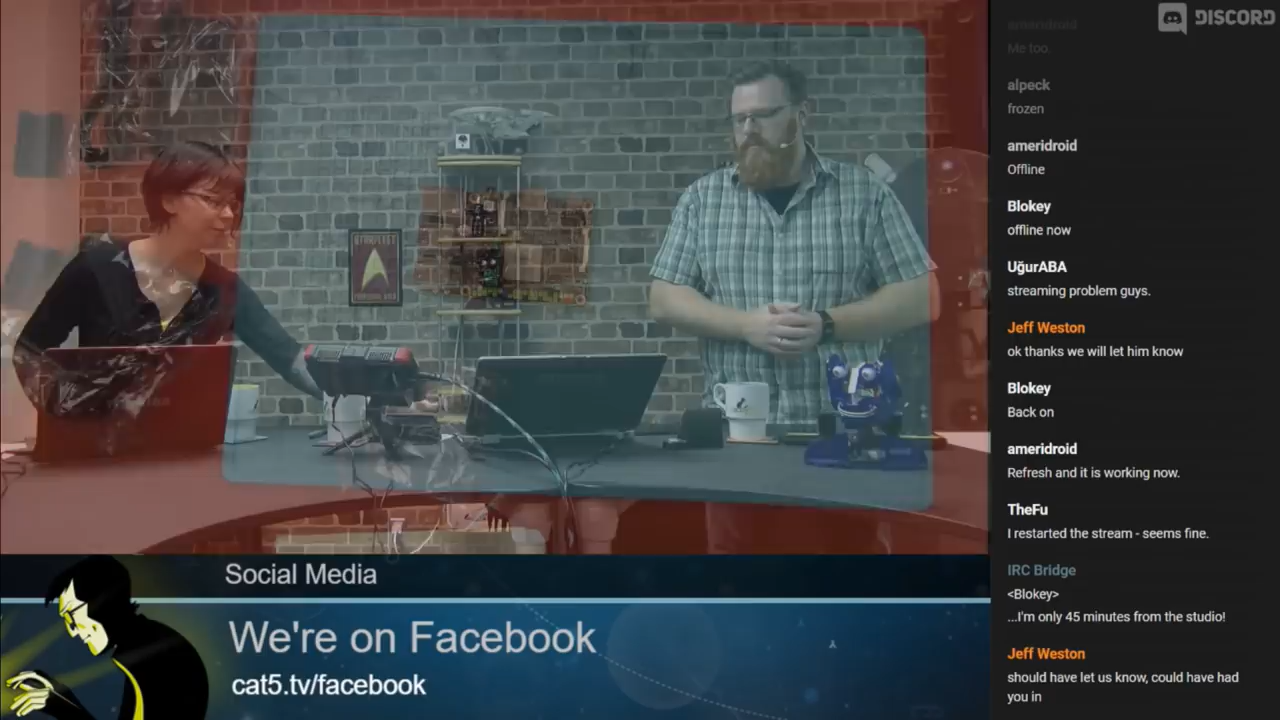 DISCORD
ameridroid
Me too.
alpeck
frozen
ameridroid
Offline
Blokey
offline now
UğurABA
streaming problem guys.
Jeff Weston
ok thanks we will let him know
Blokey
Back on
ameridroid
Refresh and it is working now.
TheFu
I restarted the stream - seems fine.
IRC Bridge
<Blokey>
...I'm only 45 minutes from the studio!
Jeff Weston
should have let us know, could have had
you in
Social Media
We're on Facebook
cat5.tv/facebook